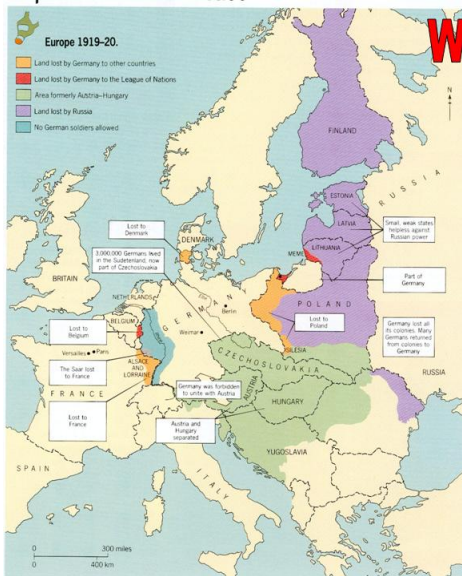 W
Europe 1919–20.
Land lost by Germany to other countries
Land lost by Germany to the League of Nations
Area formerly Austria–Hungary
Land lost by Russia
No German soldiers allowed
N
FINLAND
RUSSIA
ESTONIA
LATVIA
Small, weak states
helpless against
Russian power
LITHUANIA
MEMEL
Lost to
Denmark
DENMARK
3,000,000 Germans lived
in the Sudetenland, now
part of Czechoslovakia
BRITAIN
NETHERLANDS
Elbe
Berlin
GERMANY
Part of
Germany
POLAND
Lost to
Poland
BELGIUM
Lost to
Belgium
Weimar
Germany lost all
its colonies. Many
Germans returned
from colonies to
Germany
SILESIA
Versailles
Paris
CZECHOSLOVAKIA
RUSSIA
The Saar lost
to France
ALSACE
AND
LORRAINE
Germany was forbidden
to unite with Austria
AUSTRIA
HUNGARY
FRANCE
Lost to
France
Austria and
Hungary
separated
YUGOSLAVIA
SPAIN
ITALY
0
300 miles
0
400 km